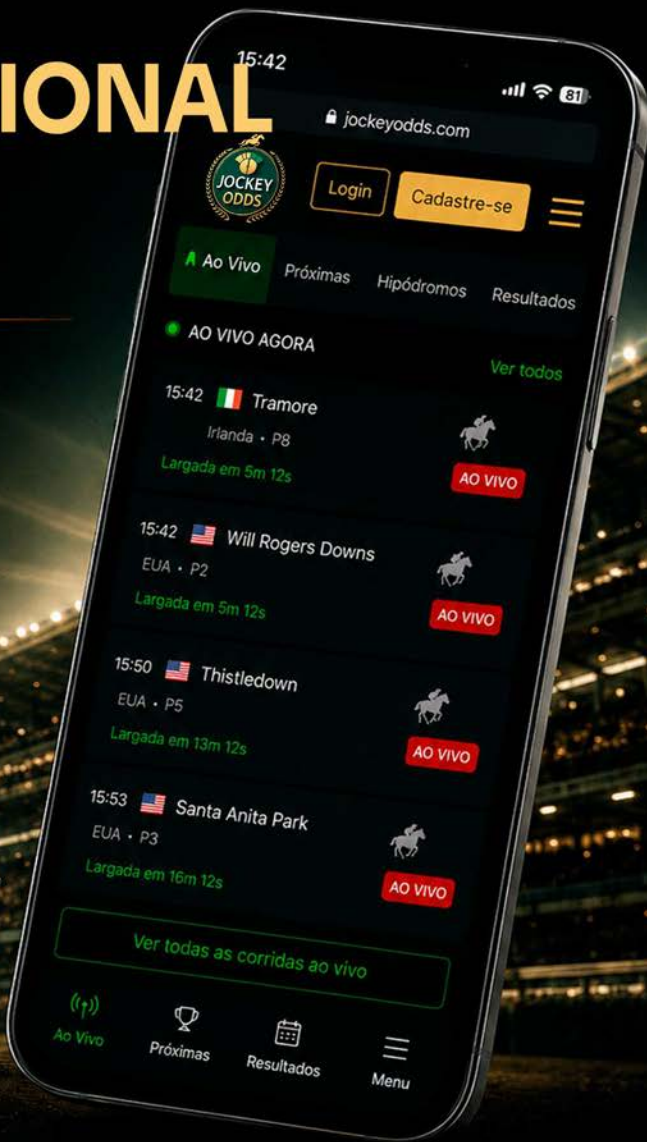 IONAL
15:42
81
jockeyodds.com
JOCKEY
ODDS
Login
Cadastre-se
Ao Vivo
Próximas
Hipódromos
Resultados
AO VIVO AGORA
Ver todos
15:42 Tramore
Irlanda • P8
Largada em 5m 12s
AO VIVO
15:42 Will Rogers Downs
EUA • P2
Largada em 5m 12s
AO VIVO
15:50 Thistledown
EUA • P5
Largada em 13m 12s
AO VIVO
15:53 Santa Anita Park
EUA • P3
Largada em 16m 12s
AO VIVO
Ver todas as corridas ao vivo
Ao Vivo
Próximas
Resultados
Menu